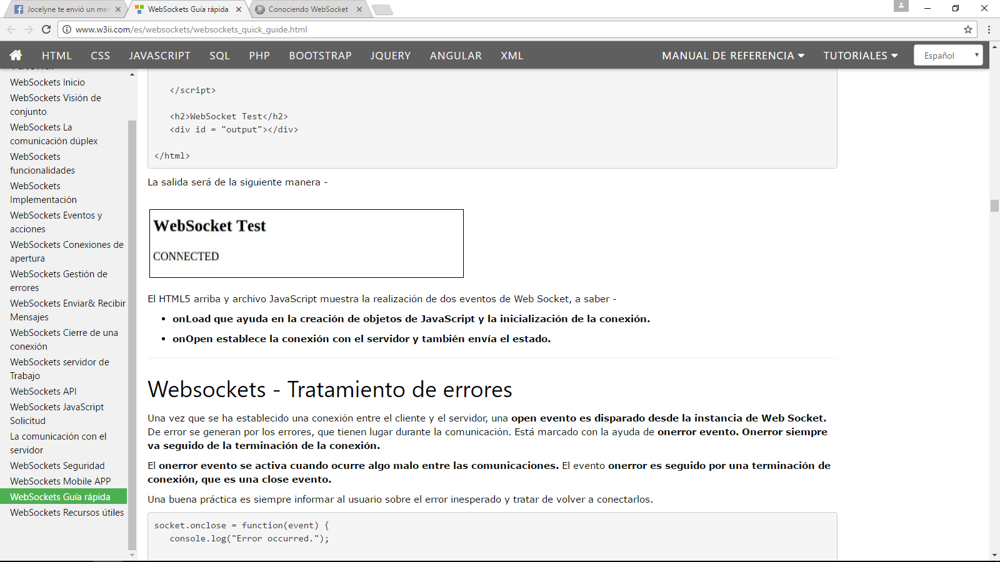 Jocelyne te envió un mer
WebSockets Guía rápida
Conociendo WebSocket
www.w3ii.com/es/websockets/websockets_quick_guide.html
HTML CSS JAVASCRIPT SQL PHP BOOTSTRAP JQUERY ANGULAR XML MANUAL DE REFERENCIA TUTORIALES Español
WebSockets Inicio
WebSockets Visión de
conjunto
WebSockets La
comunicación dúplex
WebSockets
funcionalidades
WebSockets
Implementación
WebSockets Eventos y
acciones
WebSockets Conexiones de
apertura
WebSockets Gestión de
errores
WebSockets Enviar& Recibir
Mensajes
WebSockets Cierre de una
conexión
WebSockets servidor de
Trabajo
WebSockets API
WebSockets JavaScript
Solicitud
La comunicación con el
servidor
WebSockets Seguridad
WebSockets Mobile APP
WebSockets Guía rápida
WebSockets Recursos útiles
</script>
<h2>WebSocket Test</h2>
<div id = "output"></div>
</html>
La salida será de la siguiente manera -
WebSocket Test
CONNECTED
El HTML5 arriba y archivo JavaScript muestra la realización de dos eventos de Web Socket, a saber -
• onLoad que ayuda en la creación de objetos de JavaScript y la inicialización de la conexión.
• onOpen establece la conexión con el servidor y también envía el estado.
Websockets - Tratamiento de errores
Una vez que se ha establecido una conexión entre el cliente y el servidor, una open evento es disparado desde la instancia de Web Socket.
De error se generan por los errores, que tienen lugar durante la comunicación. Está marcado con la ayuda de onerror evento. Onerror siempre
va seguido de la terminación de la conexión.
El onerror evento se activa cuando ocurre algo malo entre las comunicaciones. El evento onerror es seguido por una terminación de
conexión, que es una close evento.
Una buena práctica es siempre informar al usuario sobre el error inesperado y tratar de volver a conectarlos.
socket.onclose = function(event) {
console.log("Error occurred.");